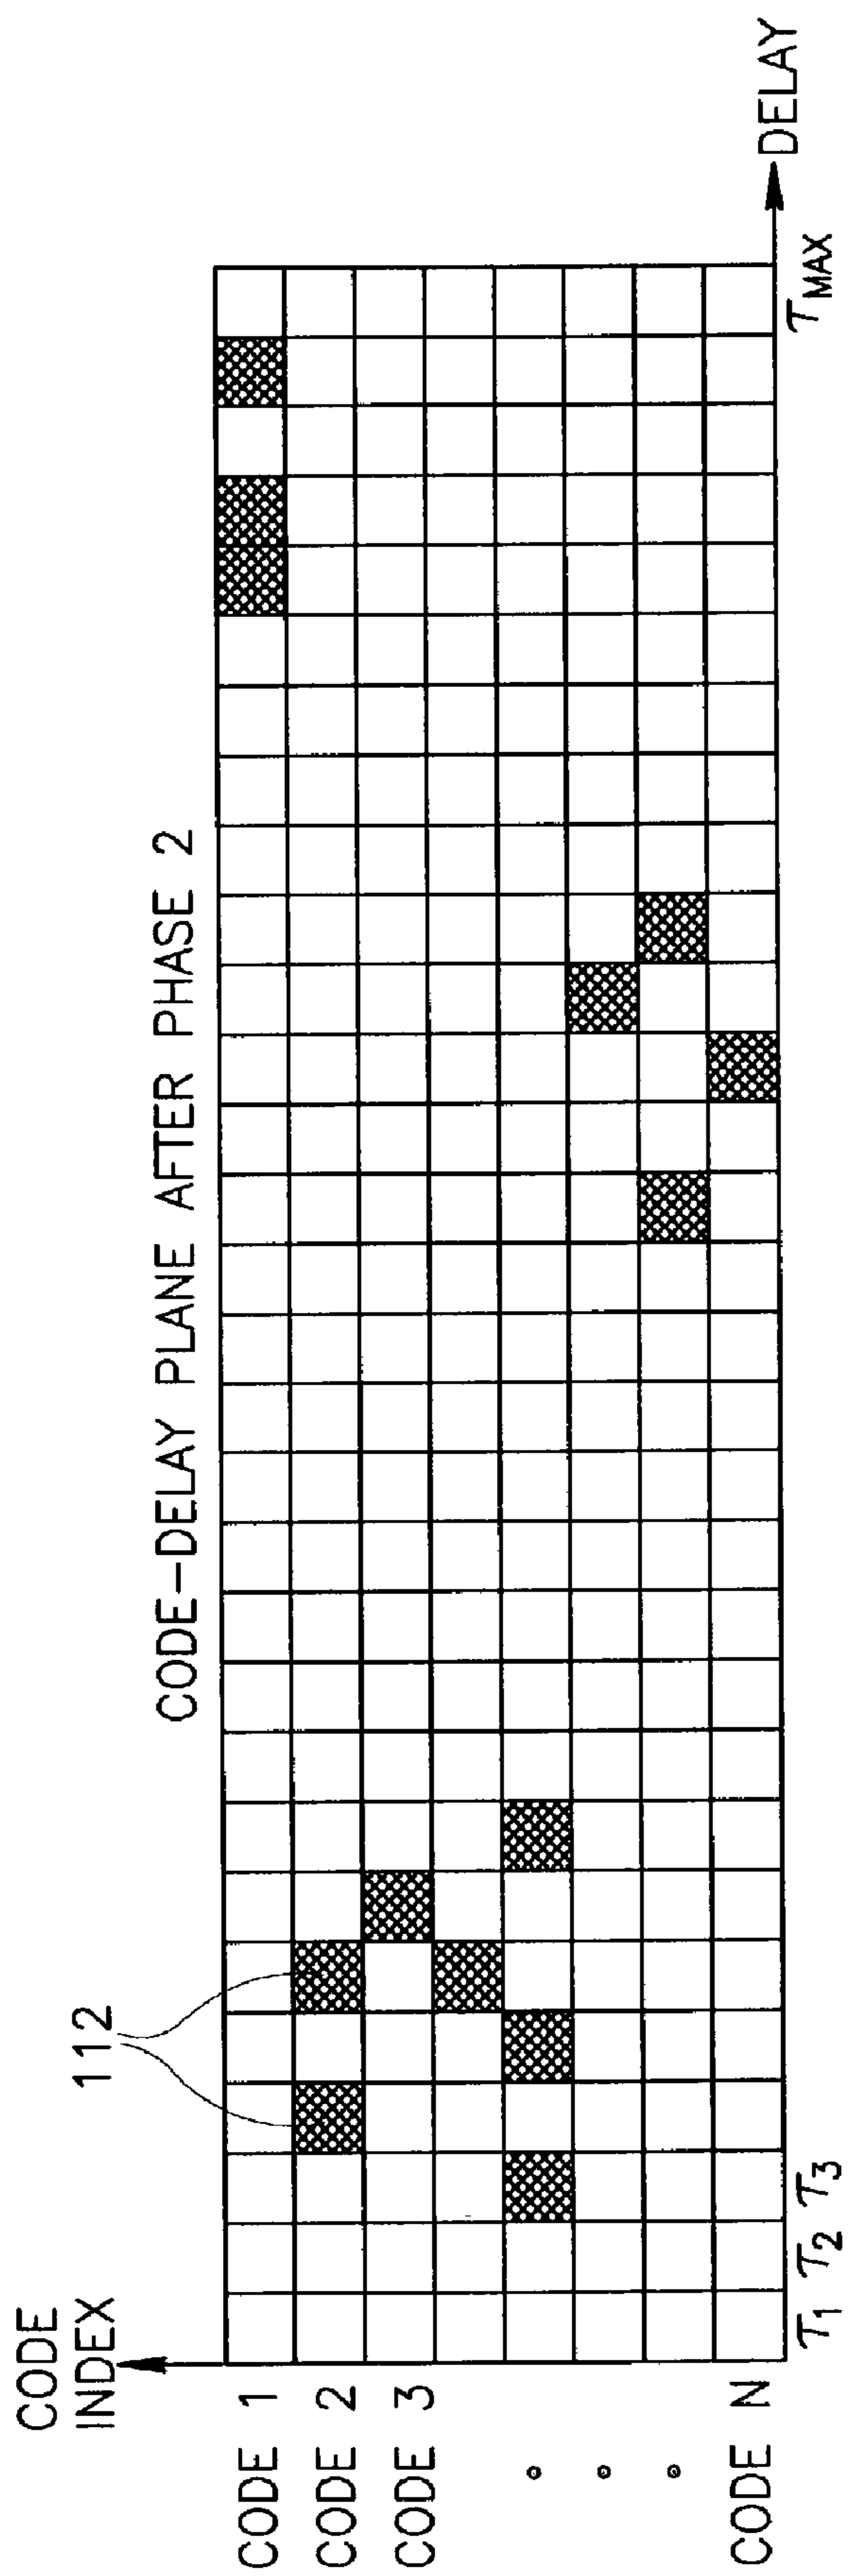 CODE-DELAY PLANE AFTER PHASE 2
CODE
INDEX
112
CODE 1
CODE 2
CODE 3
CODE N
τ1 τ2 τ3 τMAX
DELAY